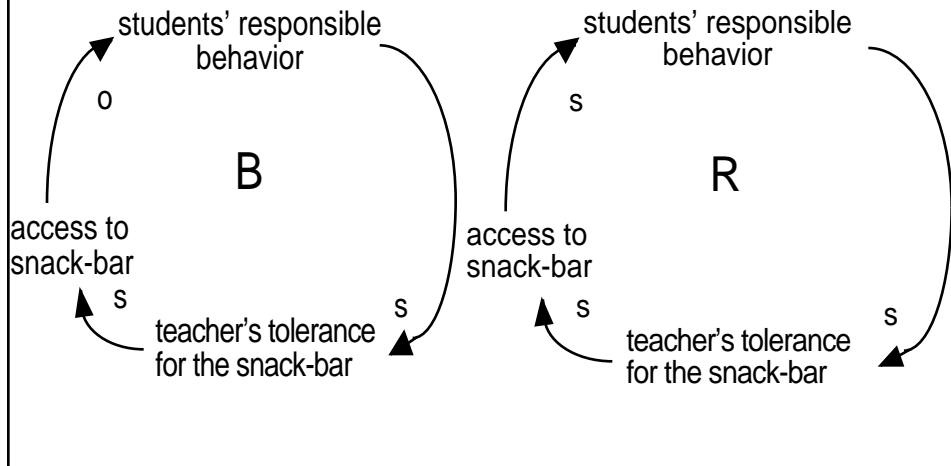 students’ responsible
behavior
o
B
access to
snack-bar
s
s
teacher’s tolerance
for the snack-bar
students’ responsible
behavior
s
R
access to
snack-bar
s
s
teacher’s tolerance
for the snack-bar